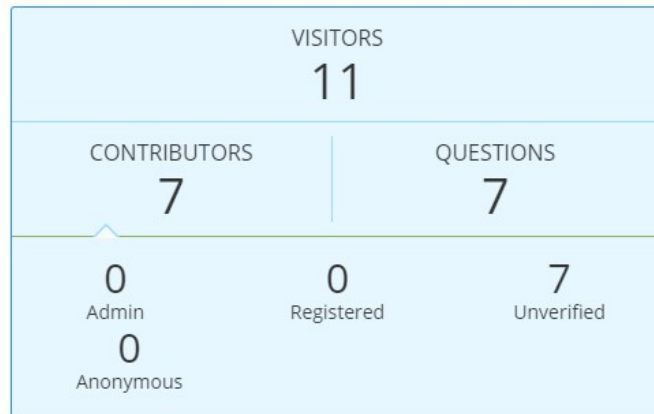 VISITORS
11
CONTRIBUTORS QUESTIONS
7 7
0 0 7
Admin Registered Unverified
0
Anonymous